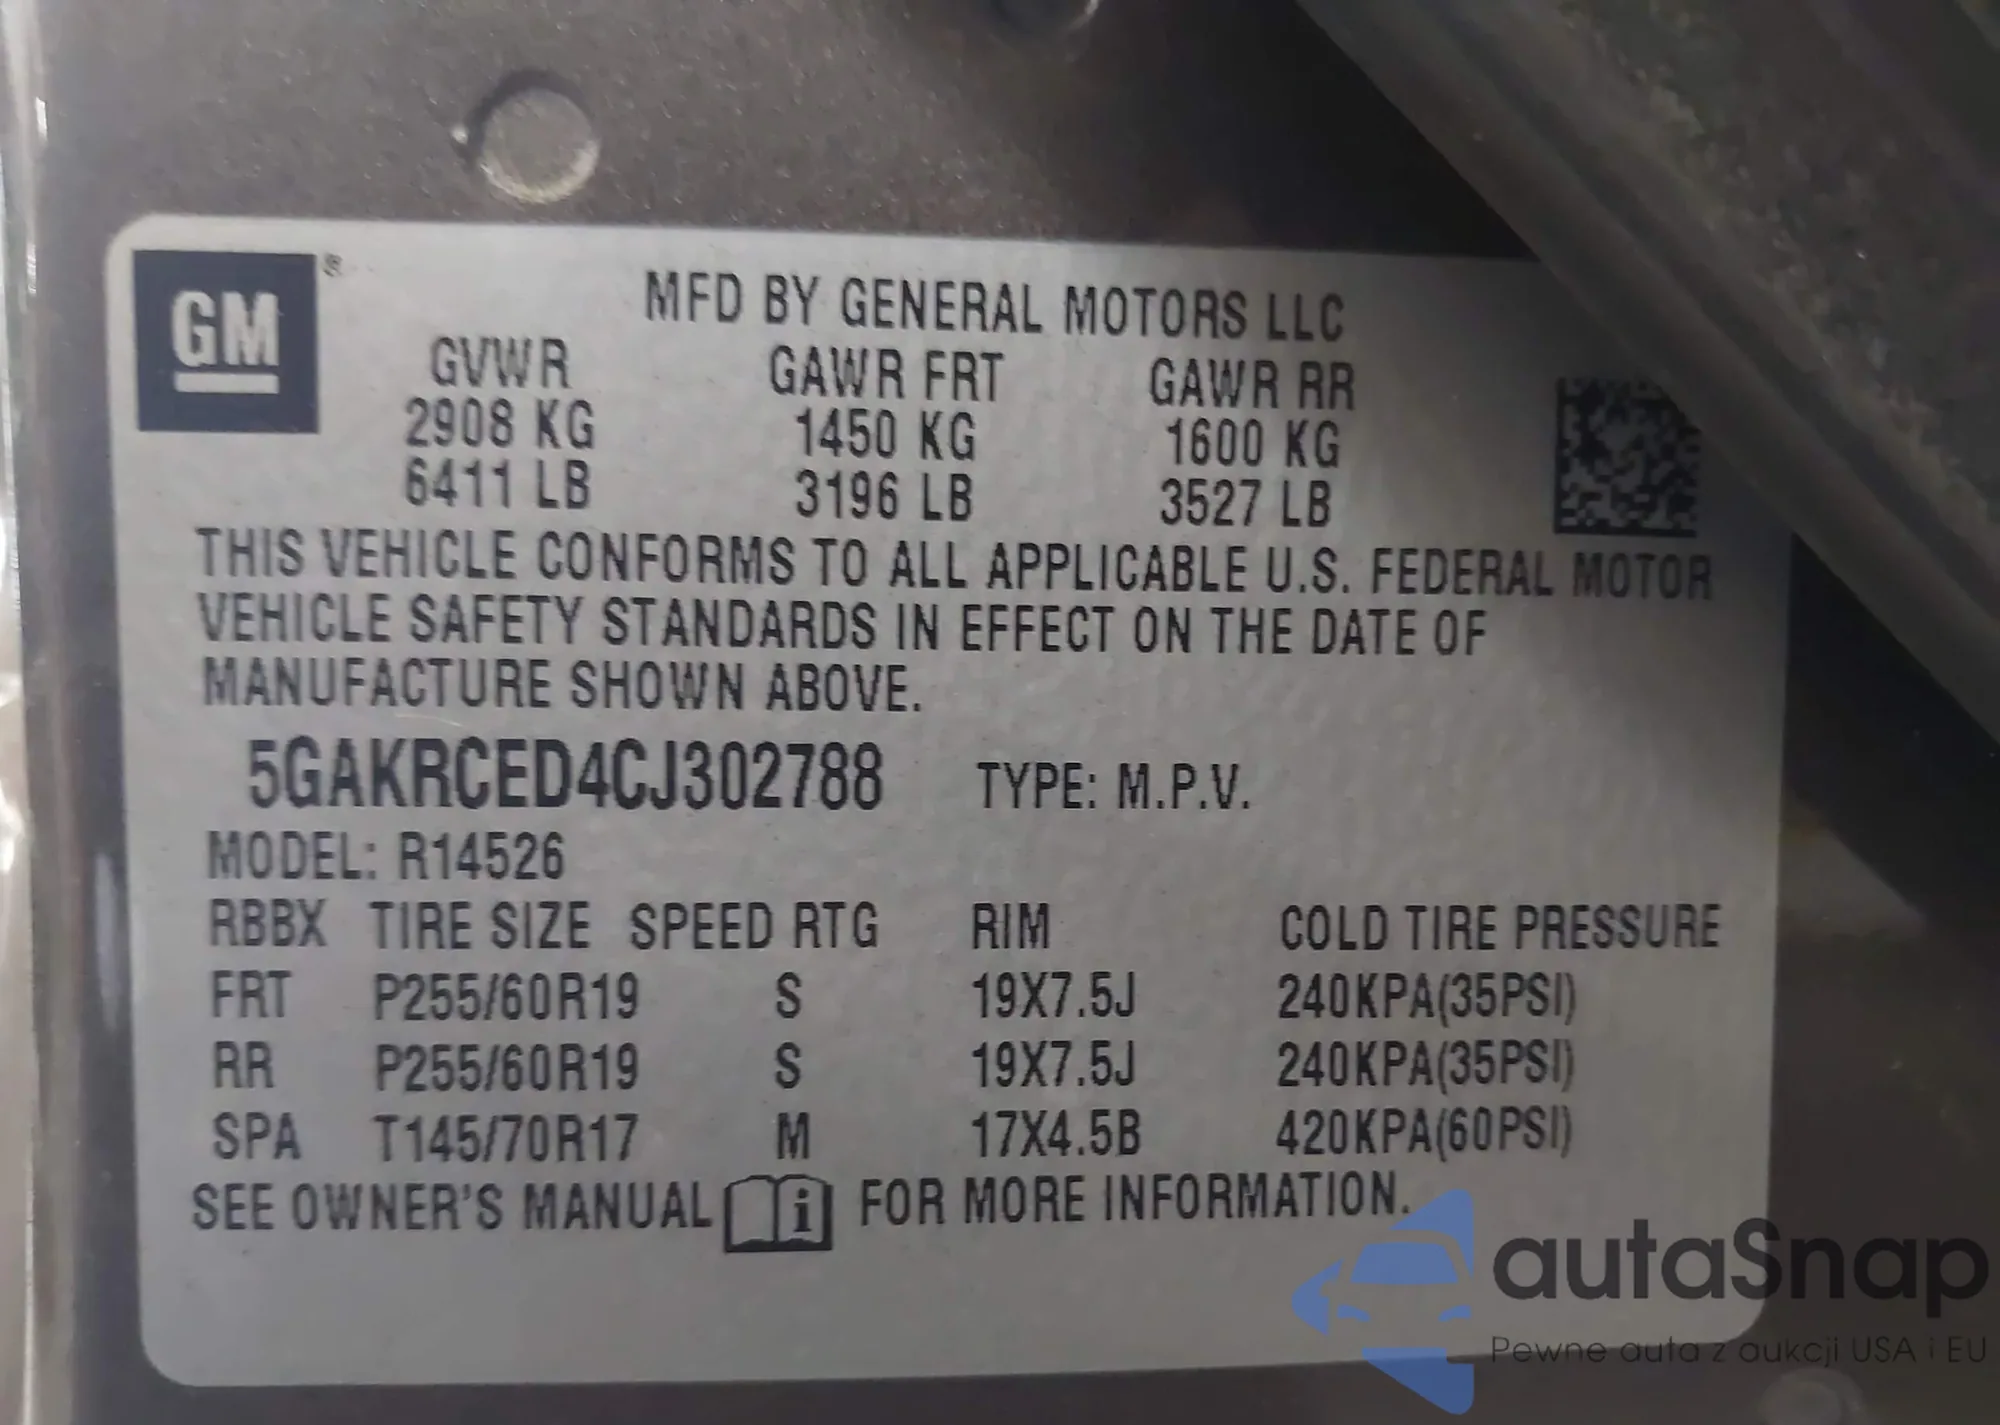 GM®
MFD BY GENERAL MOTORS LLC
GVWR GAWR FRT GAWR RR
2908 KG 1450 KG 1600 KG
6411 LB 3196 LB 3527 LB
THIS VEHICLE CONFORMS TO ALL APPLICABLE U.S. FEDERAL MOTOR
VEHICLE SAFETY STANDARDS IN EFFECT ON THE DATE OF
MANUFACTURE SHOWN ABOVE.
5GAKRCED4CJ302788 TYPE: M.P.V.
MODEL: R14526
RBBX TIRE SIZE SPEED RTG RIM COLD TIRE PRESSURE
FRT P255/60R19 S 19X7.5J 240KPA(35PSI)
RR P255/60R19 S 19X7.5J 240KPA(35PSI)
SPA T145/70R17 M 17X4.5B 420KPA(60PSI)
SEE OWNER'S MANUAL i FOR MORE INFORMATION.
autaSnap
Pewne auta z aukcji USA i EU